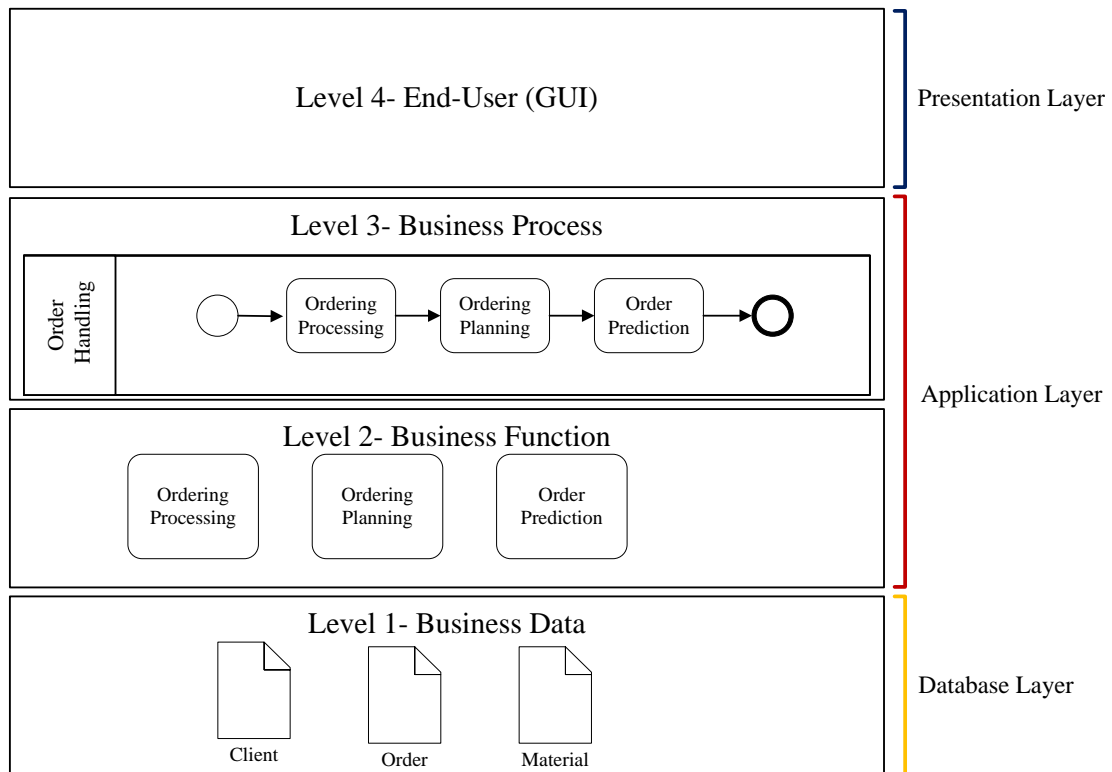 Level 4- End-User (GUI)
Presentation Layer
Level 3- Business Process
Order
Handling
Ordering
Processing
Ordering
Planning
Order
Prediction
Application Layer
Level 2- Business Function
Ordering
Processing
Ordering
Planning
Order
Prediction
Level 1- Business Data
Client
Order
Material
Database Layer